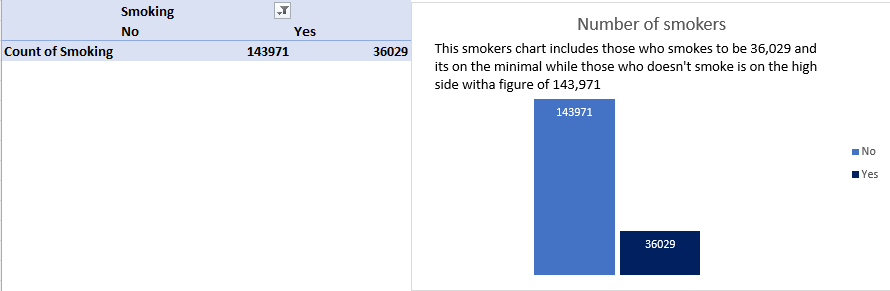 Smoking
No Yes
Count of Smoking 143971 36029
Number of smokers
This smokers chart includes those who smokes to be 36,029 and
its on the minimal while those who doesn't smoke is on the high
side witha figure of 143,971
143971
36029
No
Yes